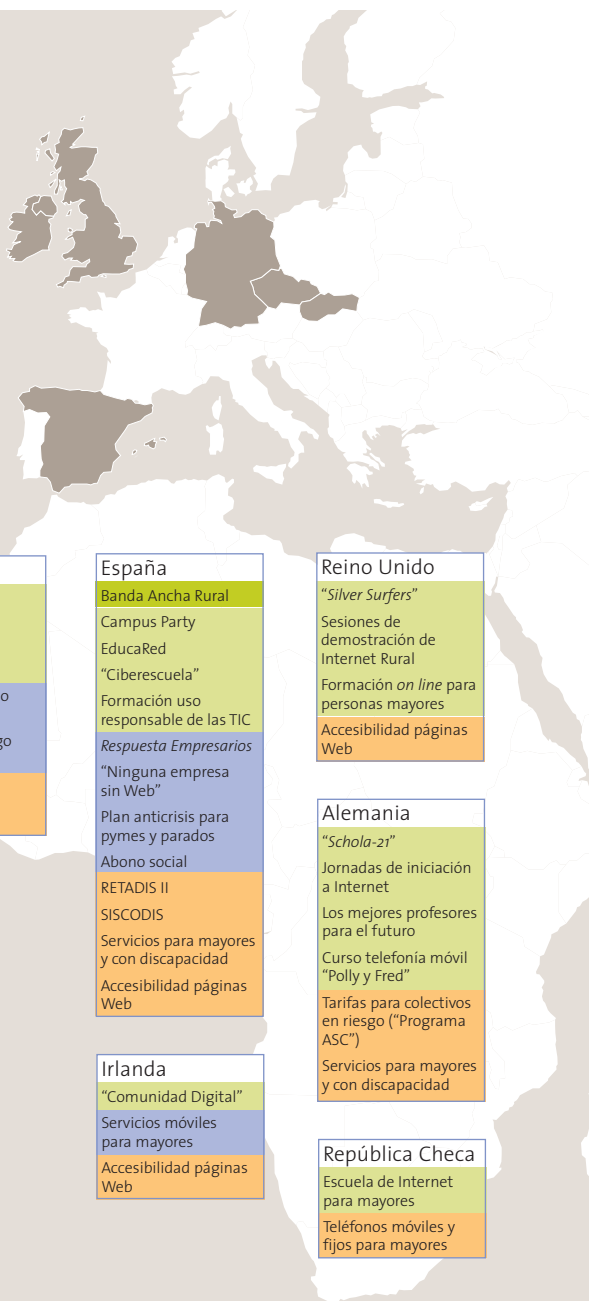 o
go
España
Banda Ancha Rural
Campus Party
EducaRed
“Ciberescuela”
Formación uso
responsable de las TIC
Respuesta Empresarios
“Ninguna empresa
sin Web”
Plan anticrisis para
pymes y parados
Abono social
RETADIS II
SISCODIS
Servicios para mayores
y con discapacidad
Accesibilidad páginas
Web
Irlanda
“Comunidad Digital”
Servicios móviles
para mayores
Accesibilidad páginas
Web
Reino Unido
“Silver Surfers”
Sesiones de
demostración de
Internet Rural
Formación on line para
personas mayores
Accesibilidad páginas
Web
Alemania
“Schola-21”
Jornadas de iniciación
a Internet
Los mejores profesores
para el futuro
Curso telefonía móvil
“Polly y Fred”
Tarifas para colectivos
en riesgo (“Programa
ASC”)
Servicios para mayores
y con discapacidad
República Checa
Escuela de Internet
para mayores
Teléfonos móviles y
fijos para mayores